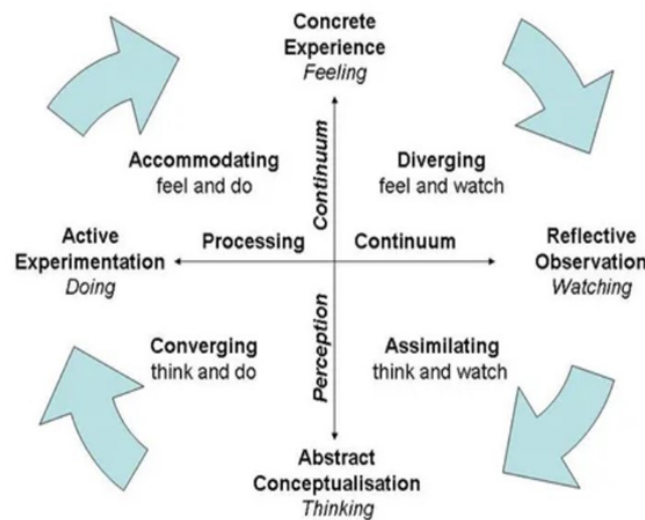 Concrete
Experience
Feeling
Continuum
Accommodating
feel and do
Diverging
feel and watch
Active
Experimentation
Doing
Processing
Continuum
Reflective
Observation
Watching
Perception
Converging
think and do
Assimilating
think and watch
Abstract
Conceptualisation
Thinking